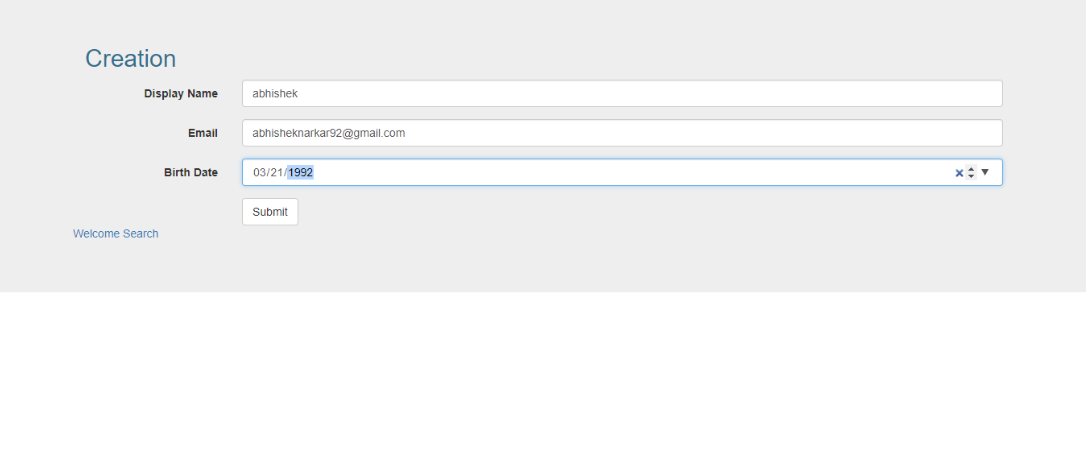 Creation
Display Name abhishek
Email abhisheknarkar92@gmail.com
Birth Date 03/21/1992
Submit
Welcome Search